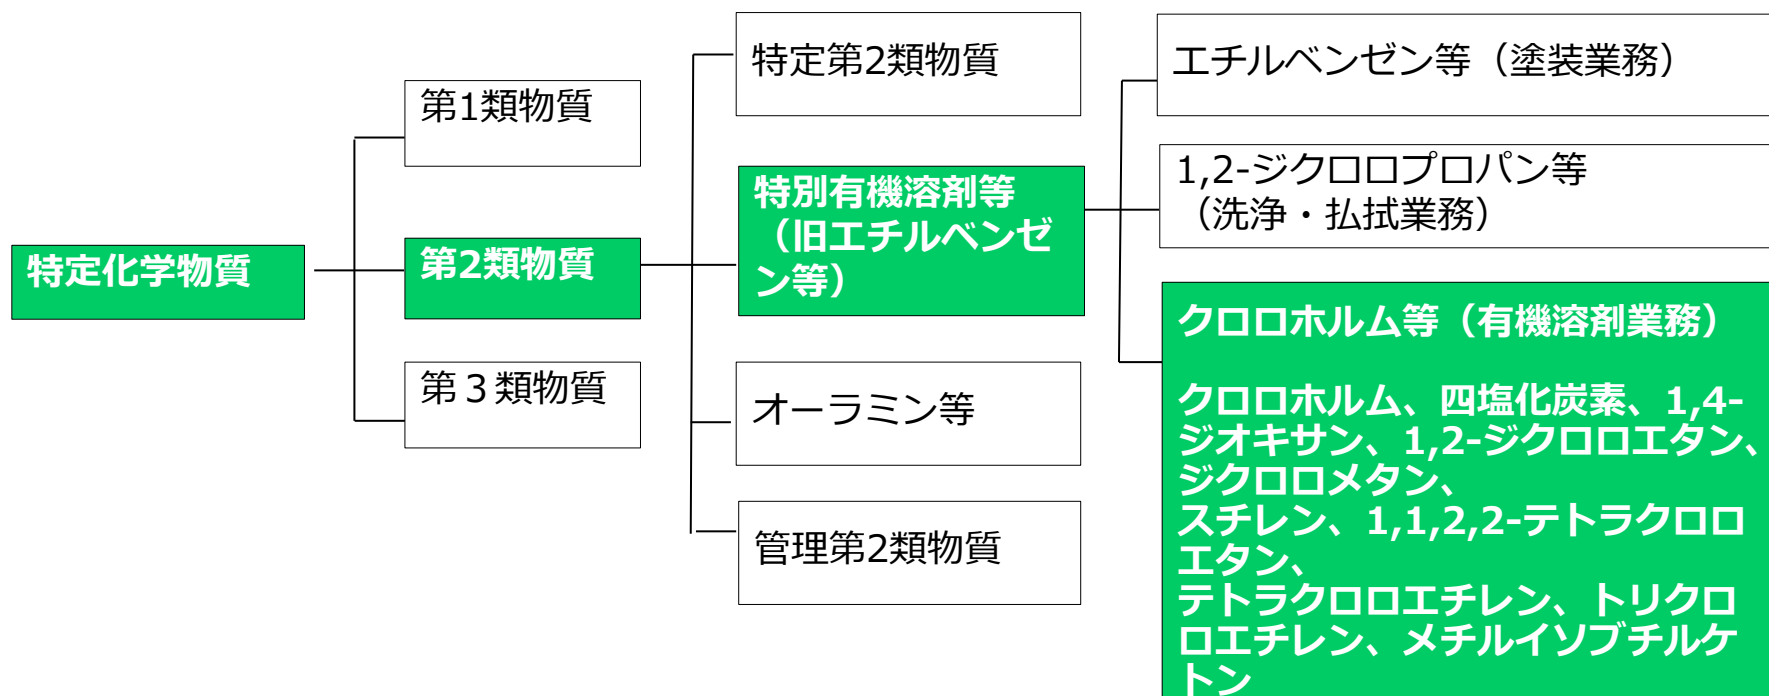 特定化学物質
第1類物質
第2類物質
第３類物質
特定第2類物質
特別有機溶剤等
（旧エチルベンゼ
ン等）
オーラミン等
管理第2類物質
エチルベンゼン等（塗装業務）
1,2-ジクロロプロパン等
（洗浄・払拭業務）
クロロホルム等（有機溶剤業務）
クロロホルム、四塩化炭素、1,4-
ジオキサン、1,2-ジクロロエタン、
ジクロロメタン、
スチレン、1,1,2,2-テトラクロロ
エタン、
テトラクロロエチレン、トリクロ
ロエチレン、メチルイソブチルケ
トン